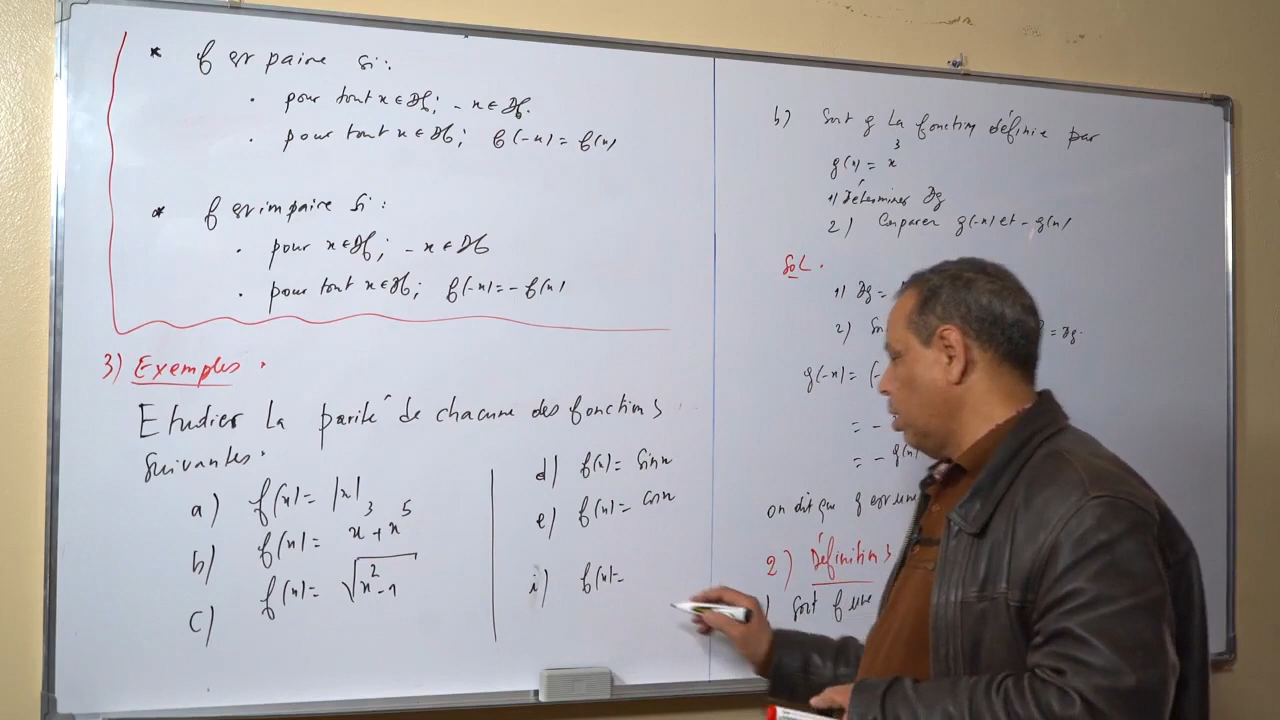 * f est paire si :
. pour tout x ∈ Df ; -x ∈ Df.
. pour tout x ∈ Df ; f(-x) = f(x)
* f est impaire si :
. pour x ∈ Df ; -x ∈ Df
. pour tout x ∈ Df ; f(-x) = -f(x)
3) Exemples.
Etudier la parité de chacune des fonctions
suivantes.
a) f(x) = |x|
b) f(x) = x³ + x⁵
c) f(x) = √(x²-1)
d) f(x) = sin x
e) f(x) = cos x
i) f(x) =
b) Soit g la fonction définie par
g(x) = x³
1) Déterminer Dg
2) Comparer g(-x) et -g(x)
Sol.
1) Dg =
2) = Dg.
g(-x) = (-
= -
= - g(x)
on dit que g est une
2) Définitions
Soit f une